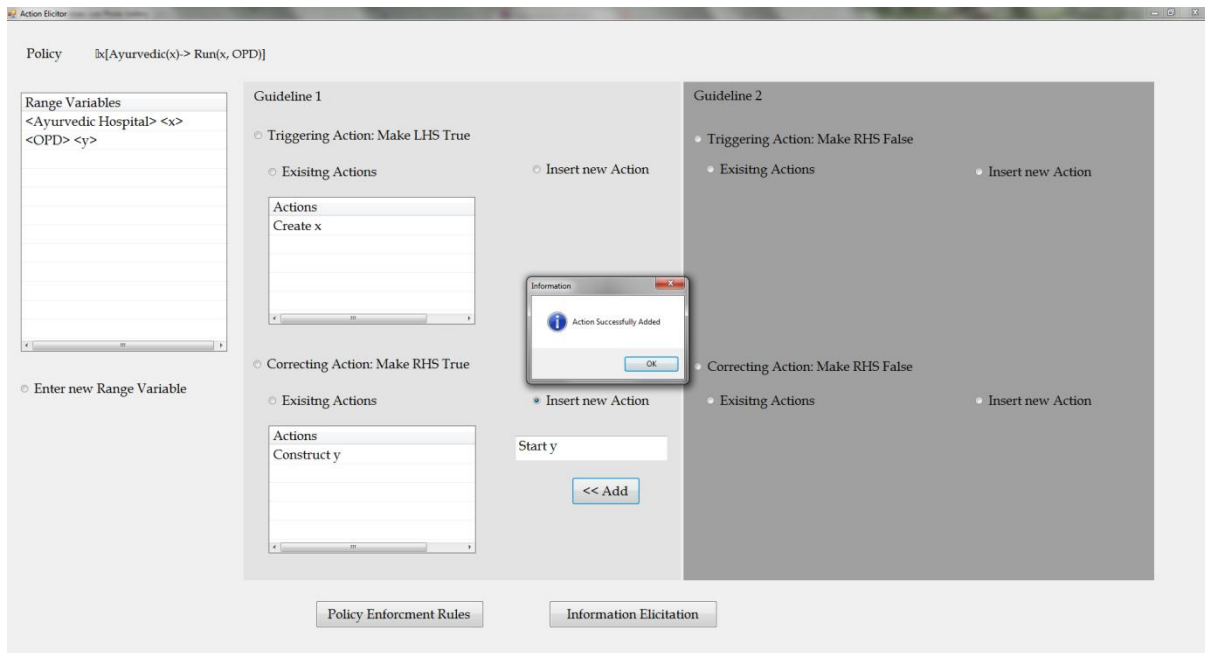 Action Elicitor
Policy ▯x[Ayurvedic(x)-> Run(x, OPD)]
Range Variables
<Ayurvedic Hospital> <x>
<OPD> <y>
Enter new Range Variable
Guideline 1
Triggering Action: Make LHS True
Exisitng Actions
Insert new Action
Actions
Create x
Correcting Action: Make RHS True
Exisitng Actions
Insert new Action
Actions
Construct y
Start y
<< Add
Information
Action Successfully Added
OK
Guideline 2
Triggering Action: Make RHS False
Exisitng Actions
Insert new Action
Correcting Action: Make RHS False
Exisitng Actions
Insert new Action
Policy Enforcment Rules
Information Elicitation